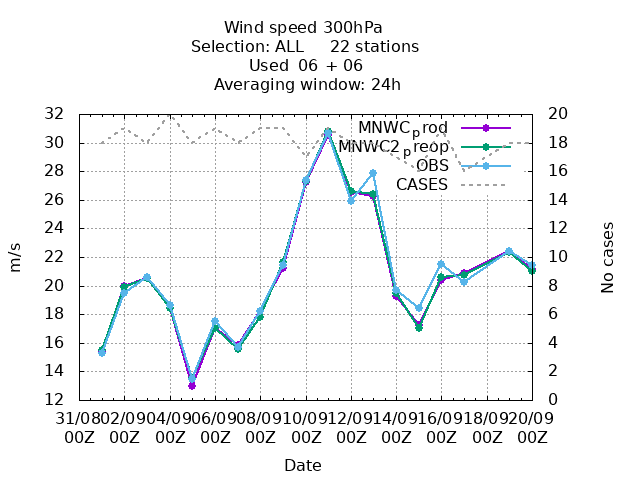 Wind speed 300hPa
Selection: ALL 22 stations
Used 06 + 06
Averaging window: 24h
32 20
30 18
28 16
26 14
24 12
22 10
20 8
18 6
16 4
14 2
12 0
MNWCprod
MNWC2preop
OBS
CASES
m/s
No cases
31/08 02/09 04/09 06/09 08/09 10/09 12/09 14/09 16/09 18/09 20/09
00Z 00Z 00Z 00Z 00Z 00Z 00Z 00Z 00Z 00Z 00Z
Date